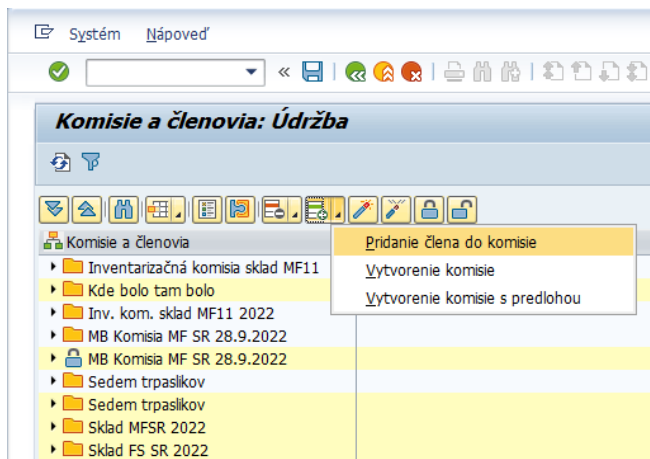 Systém Nápoveď
Komisie a členovia: Údržba
Komisie a členovia
Pridanie člena do komisie
Vytvorenie komisie
Vytvorenie komisie s predlohou
Inventarizačná komisia sklad MF11
Kde bolo tam bolo
Inv. kom. sklad MF11 2022
MB Komisia MF SR 28.9.2022
MB Komisia MF SR 28.9.2022
Sedem trpaslikov
Sedem trpaslikov
Sklad MFSR 2022
Sklad FS SR 2022